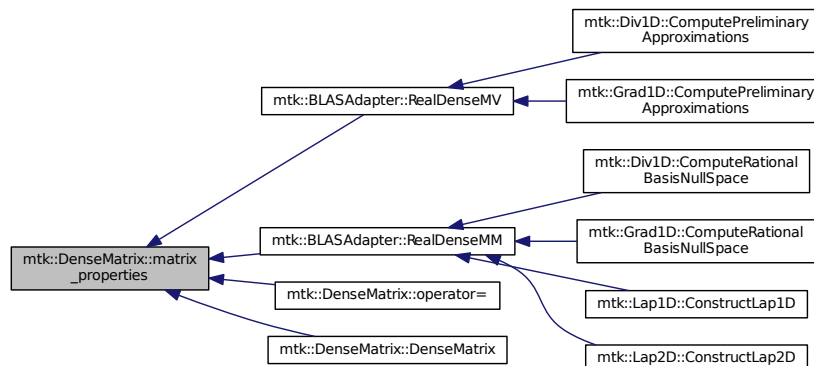 mtk::Div1D::ComputePreliminary
Approximations
mtk::BLASAdapter::RealDenseMV
mtk::Grad1D::ComputePreliminary
Approximations
mtk::Div1D::ComputeRational
BasisNullSpace
mtk::BLASAdapter::RealDenseMM
mtk::Grad1D::ComputeRational
BasisNullSpace
mtk::DenseMatrix::matrix
_properties
mtk::DenseMatrix::operator=
mtk::Lap1D::ConstructLap1D
mtk::DenseMatrix::DenseMatrix
mtk::Lap2D::ConstructLap2D